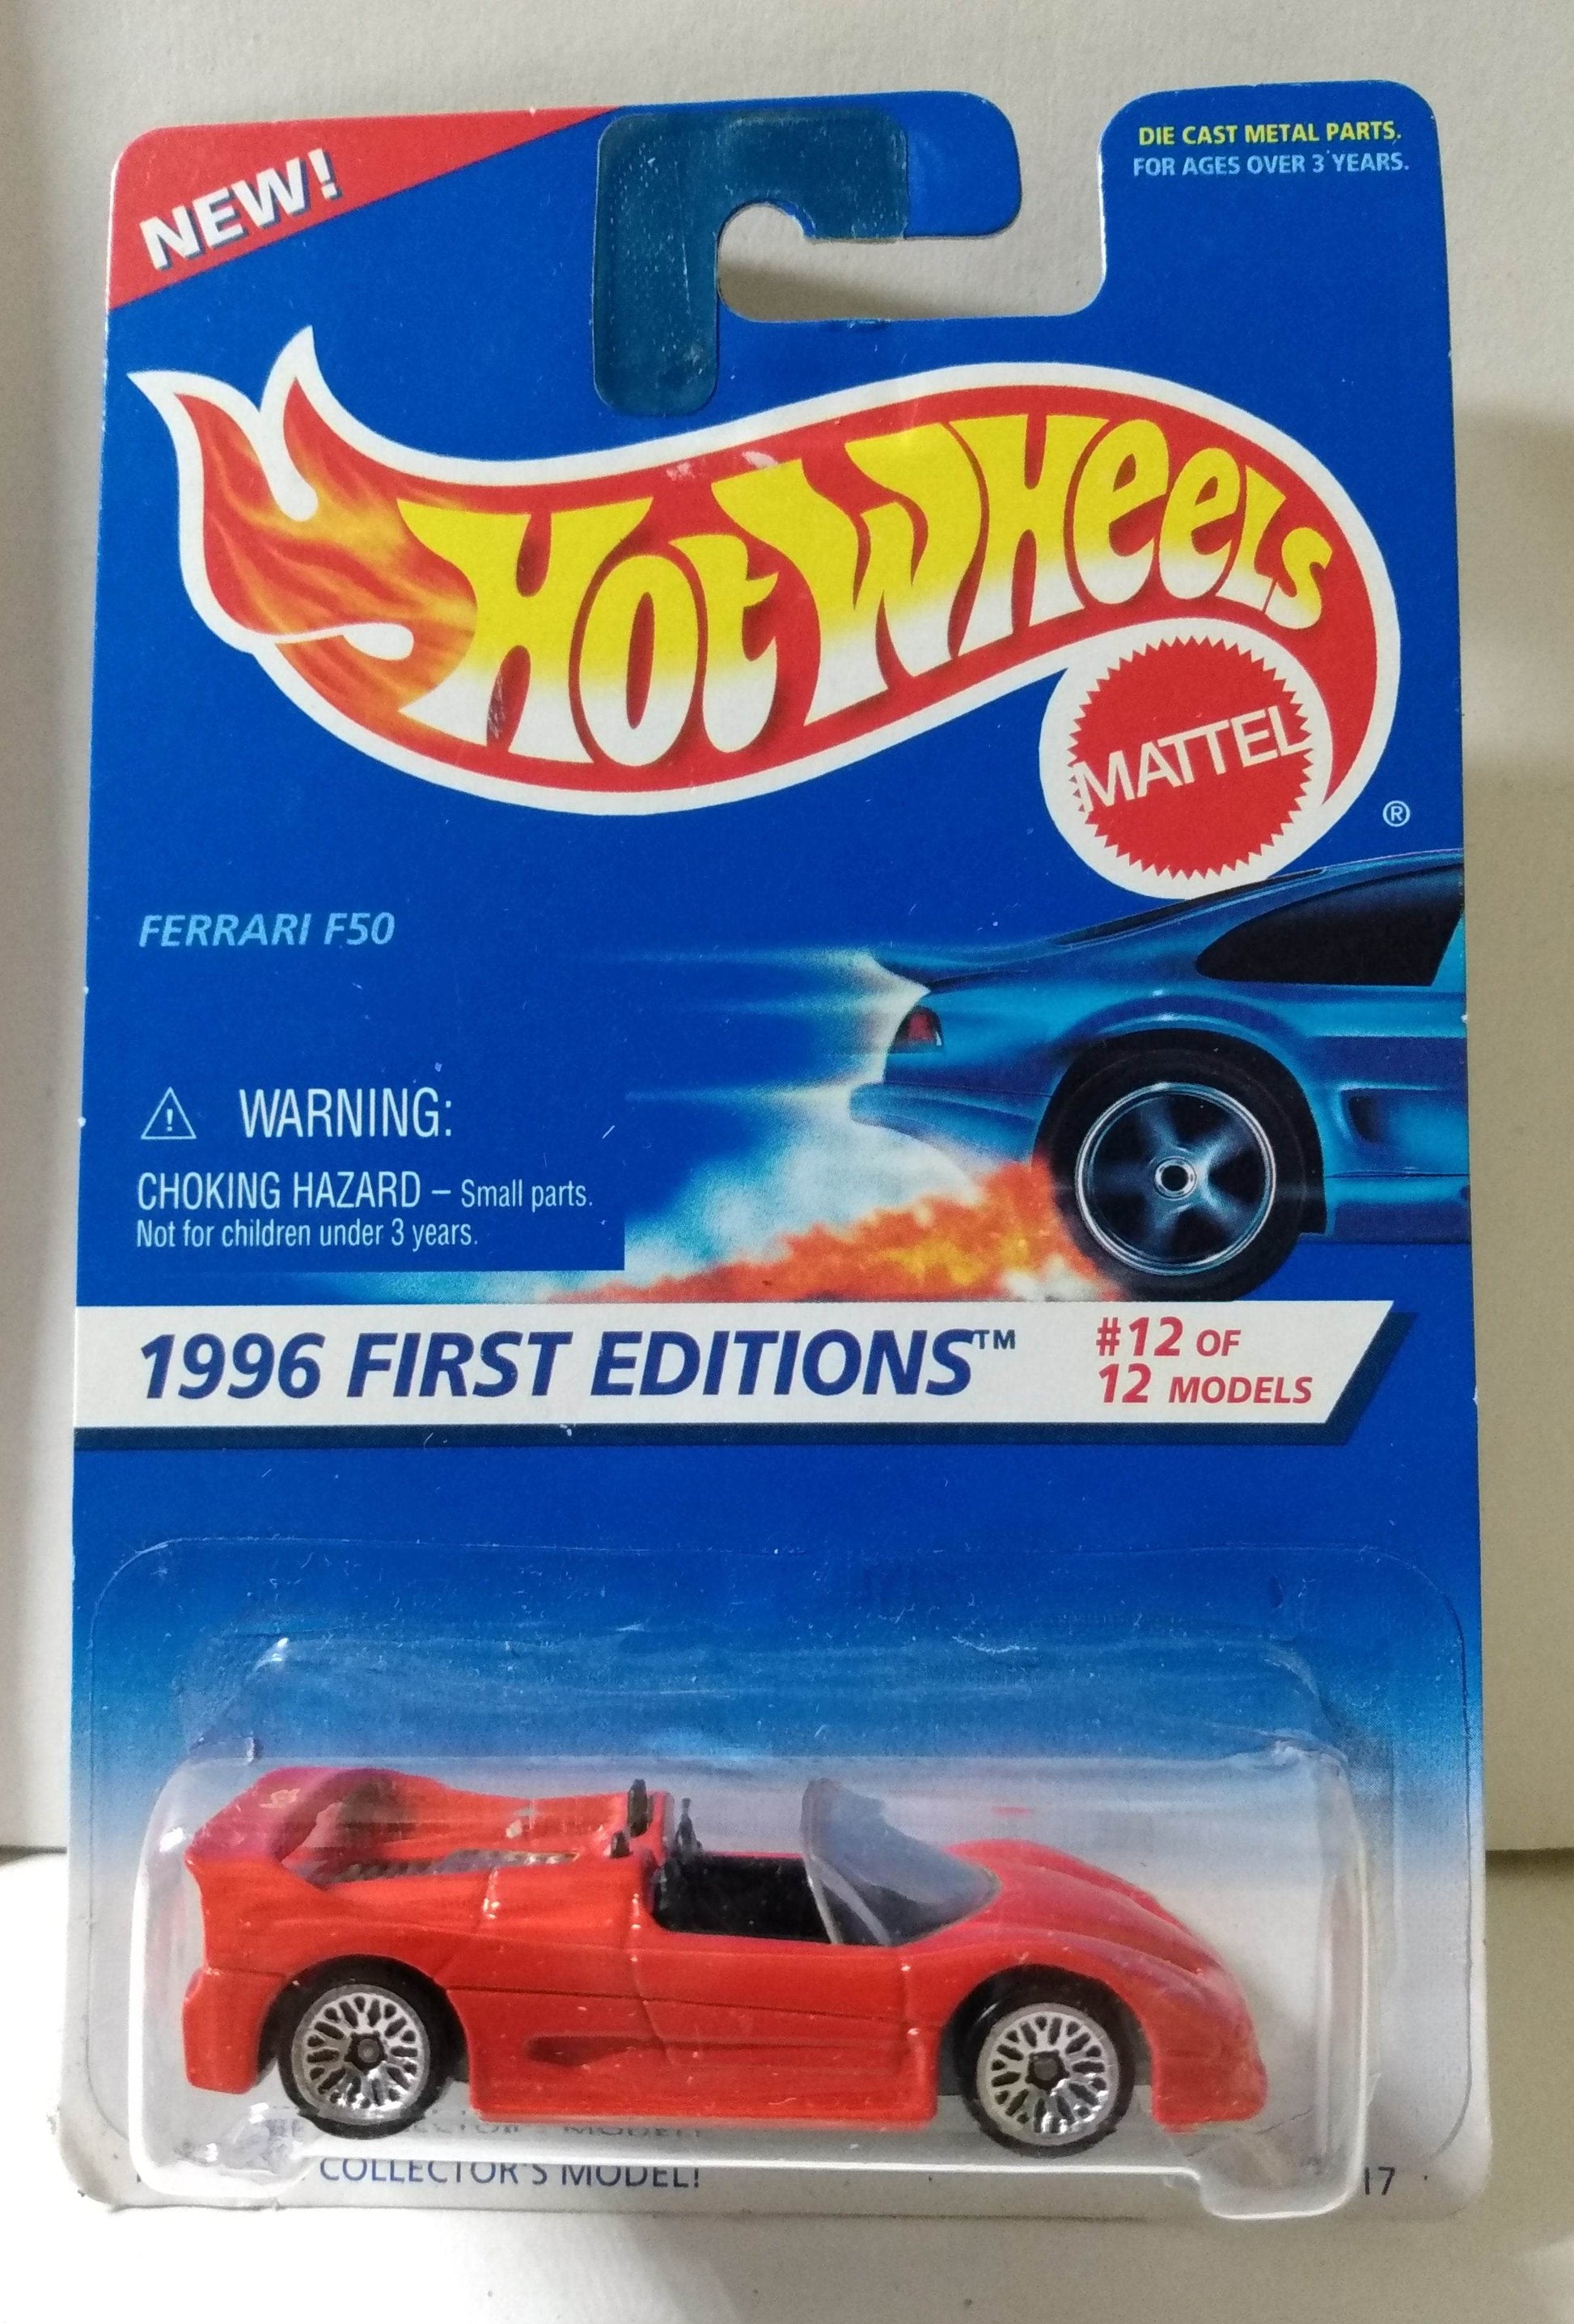 NEW!
DIE CAST METAL PARTS.
FOR AGES OVER 3 YEARS.
HOT WHEELS
MATTEL
®
FERRARI F50
⚠ WARNING:
CHOKING HAZARD – Small parts.
Not for children under 3 years.
1996 FIRST EDITIONS™
#12 OF
12 MODELS
COLLECTOR'S MODEL!
17